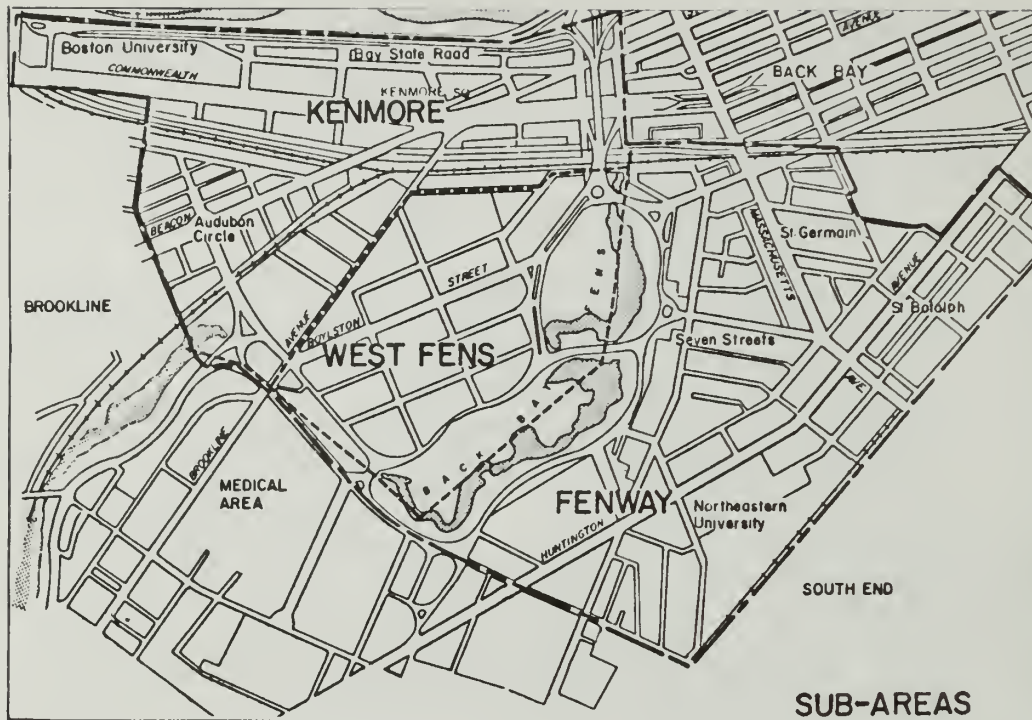 Boston University
Bay State Road
AVENUE
COMMONWEALTH
BACK BAY
KENMORE SQ
KENMORE
BEACON
Audubon
Circle
MASSACHUSETTS
St. Germain
STREET
FENS
AVENUE
BROOKLINE
AVENUE
BOYLSTON
St Botolph
WEST FENS
Seven Streets
AVE
BACK BAY
BROOKLINE
MEDICAL
AREA
FENWAY
Northeastern
University
HUNTINGTON
SOUTH END
SUB-AREAS